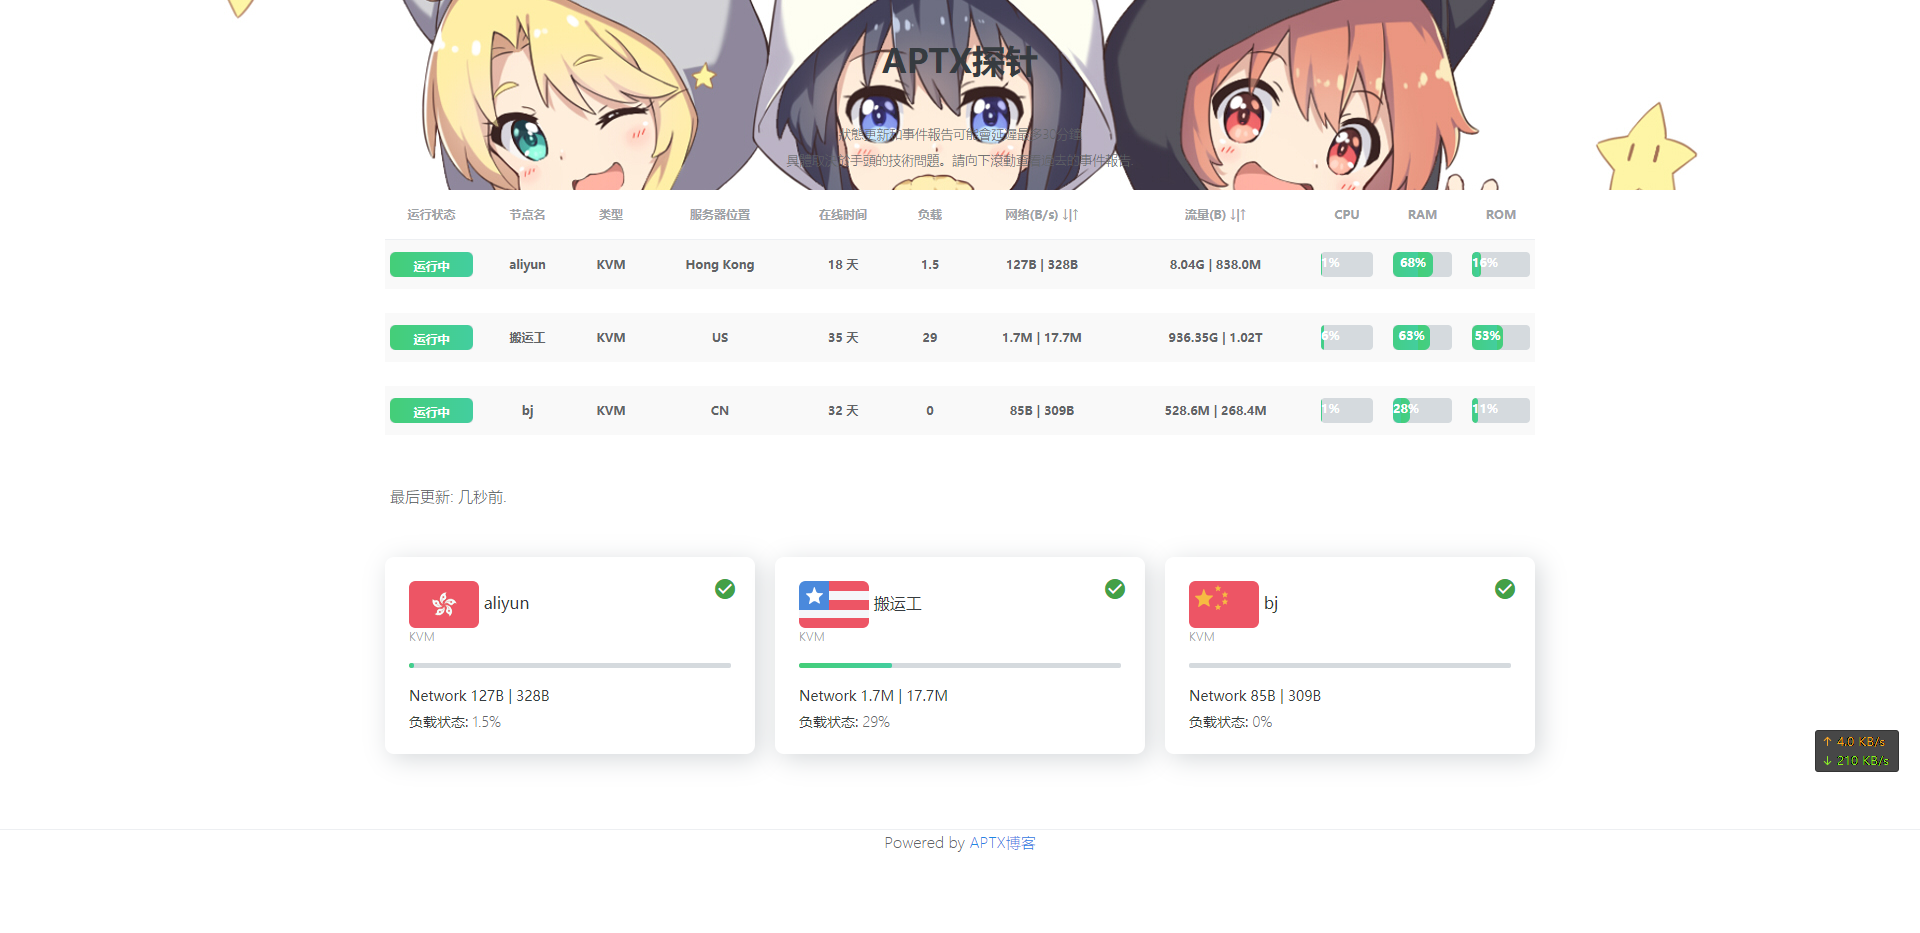 APTX探针
狀態更新和事件報告可能會延遲最多30分鐘
具體取決於手頭的技術問題。請向下滾動查看過去的事件報告.
运行状态 节点名 类型 服务器位置 在线时间 负载 网络(B/s) ↓|↑ 流量(B) ↓|↑ CPU RAM ROM
运行中 aliyun KVM Hong Kong 18 天 1.5 127B | 328B 8.04G | 838.0M 1% 68% 16%
运行中 搬运工 KVM US 35 天 29 1.7M | 17.7M 936.35G | 1.02T 6% 63% 53%
运行中 bj KVM CN 32 天 0 85B | 309B 528.6M | 268.4M 1% 28% 11%
最后更新: 几秒前.
aliyun
KVM
Network 127B | 328B
负载状态: 1.5%
搬运工
KVM
Network 1.7M | 17.7M
负载状态: 29%
bj
KVM
Network 85B | 309B
负载状态: 0%
↑ 4.0 KB/s
↓ 210 KB/s
Powered by APTX博客